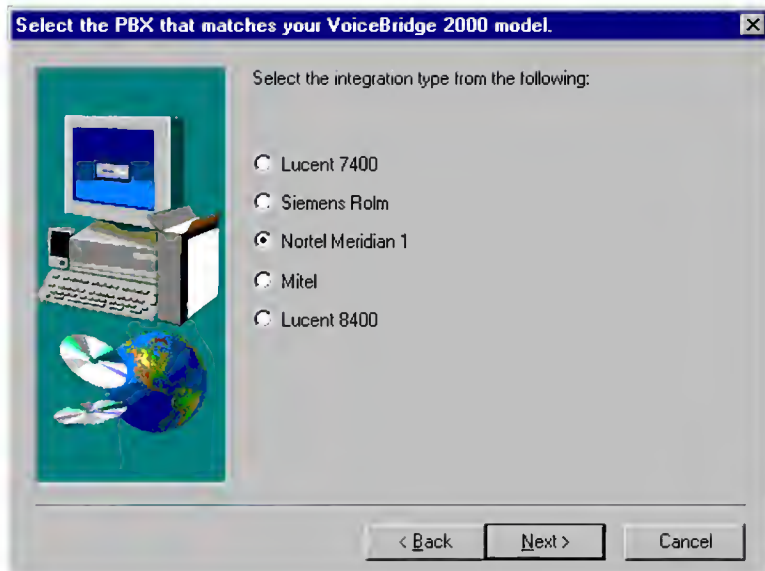 Select the PBX that matches your VoiceBridge 2000 model.
Select the integration type from the following:
Lucent 7400
Siemens Rolm
Nortel Meridian 1
Mitel
Lucent 8400
< Back
Next >
Cancel